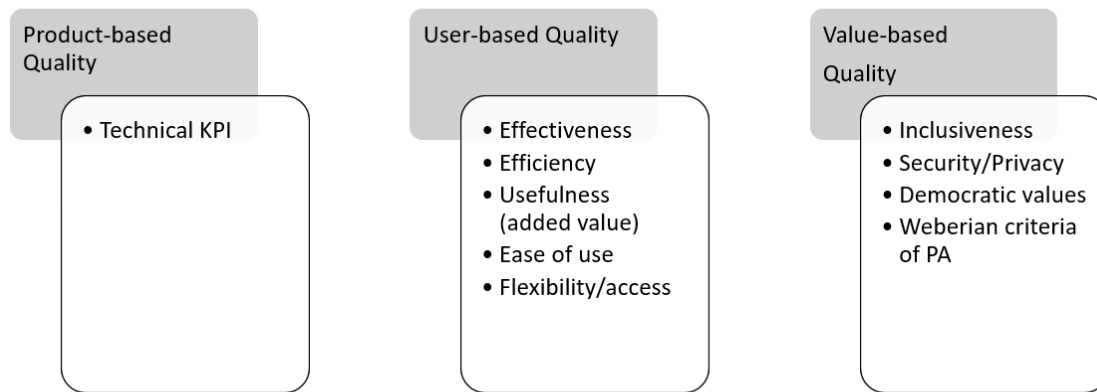 Product-based
Quality
• Technical KPI
User-based Quality
• Effectiveness
• Efficiency
• Usefulness
(added value)
• Ease of use
• Flexibility/access
Value-based
Quality
• Inclusiveness
• Security/Privacy
• Democratic values
• Weberian criteria
of PA